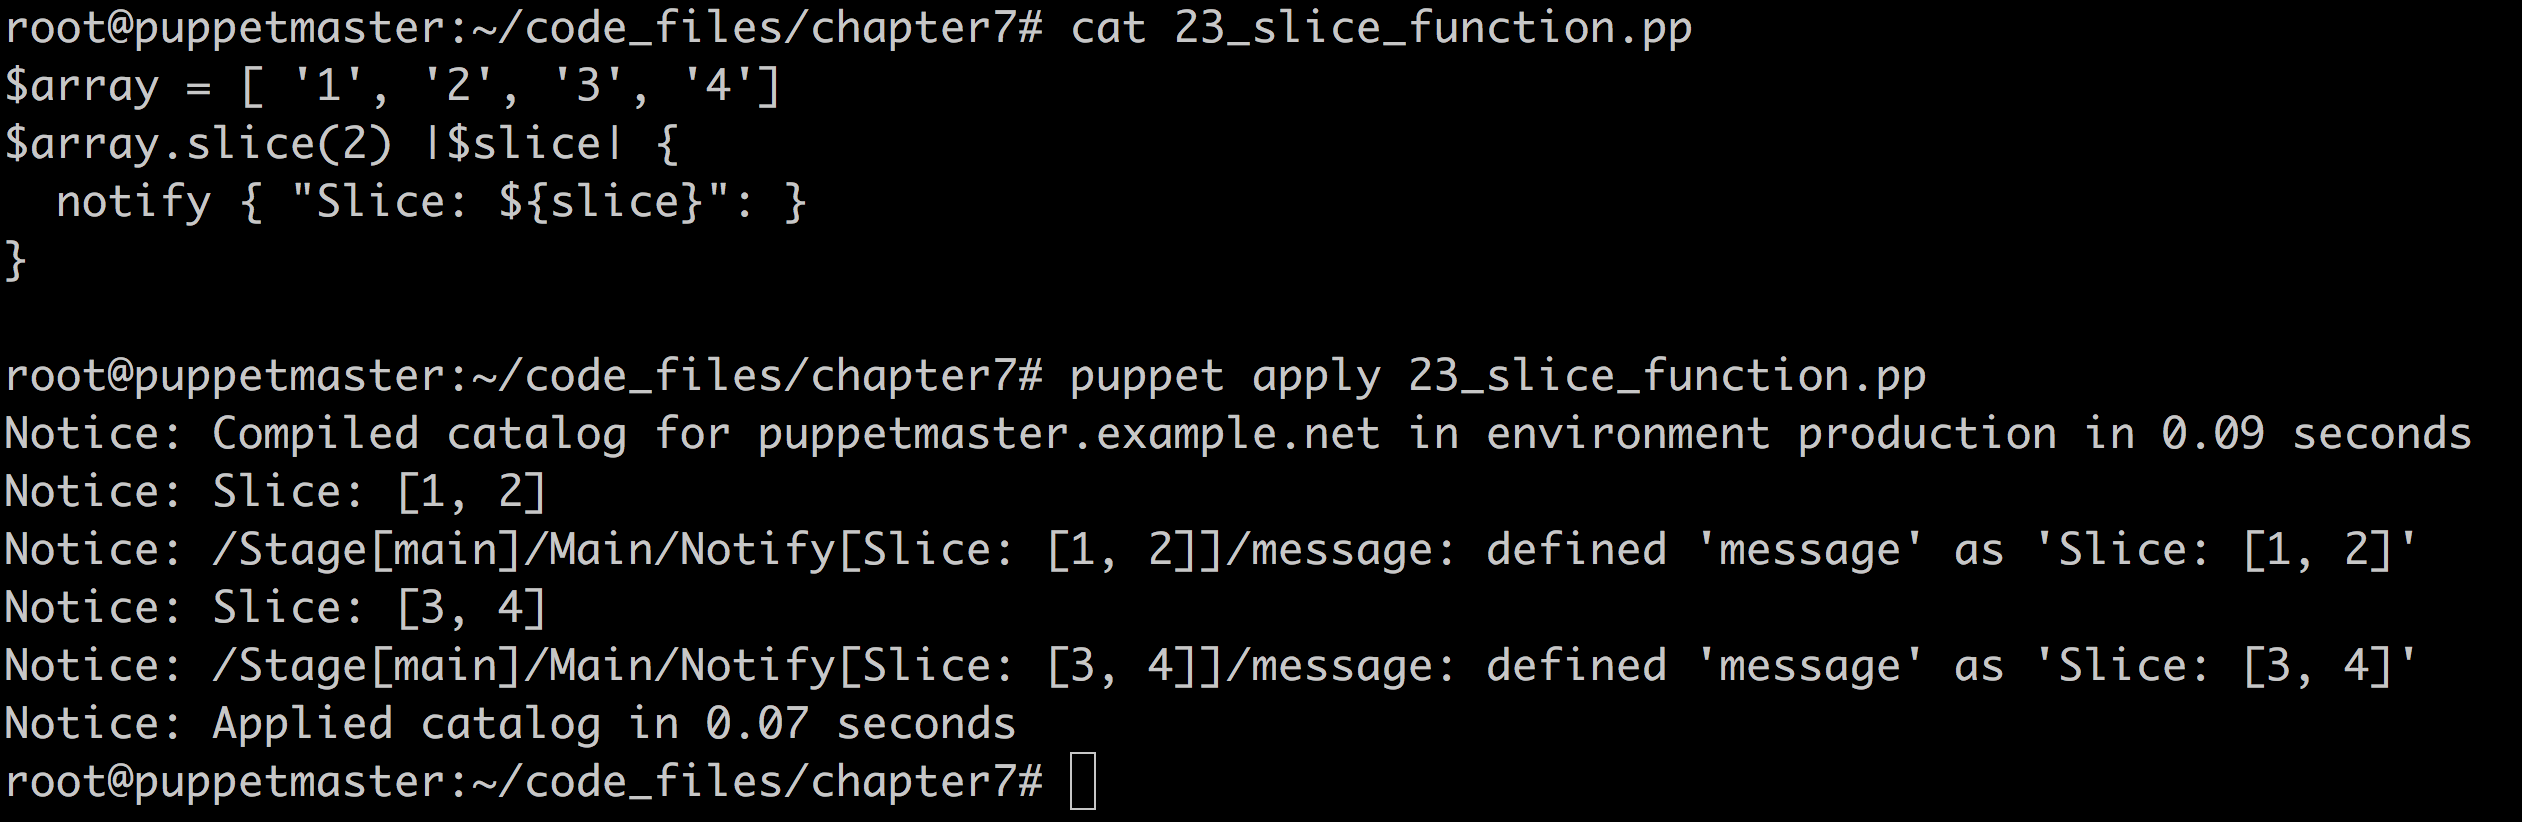 root@puppetmaster:~/code_files/chapter7# cat 23_slice_function.pp
$array = [ '1', '2', '3', '4']
$array.slice(2) |$slice| {
  notify { "Slice: ${slice}": }
}

root@puppetmaster:~/code_files/chapter7# puppet apply 23_slice_function.pp
Notice: Compiled catalog for puppetmaster.example.net in environment production in 0.09 seconds
Notice: Slice: [1, 2]
Notice: /Stage[main]/Main/Notify[Slice: [1, 2]]/message: defined 'message' as 'Slice: [1, 2]'
Notice: Slice: [3, 4]
Notice: /Stage[main]/Main/Notify[Slice: [3, 4]]/message: defined 'message' as 'Slice: [3, 4]'
Notice: Applied catalog in 0.07 seconds
root@puppetmaster:~/code_files/chapter7#